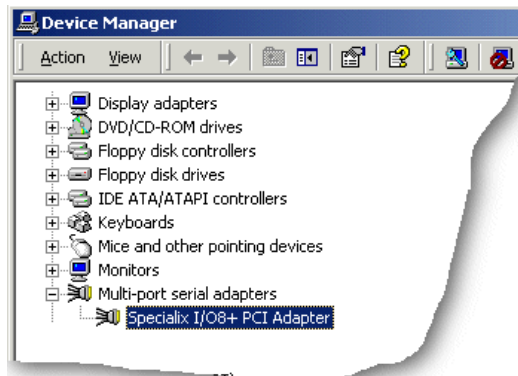 Device Manager
Action View
Display adapters
DVD/CD-ROM drives
Floppy disk controllers
Floppy disk drives
IDE ATA/ATAPI controllers
Keyboards
Mice and other pointing devices
Monitors
Multi-port serial adapters
Specialix I/O8+ PCI Adapter